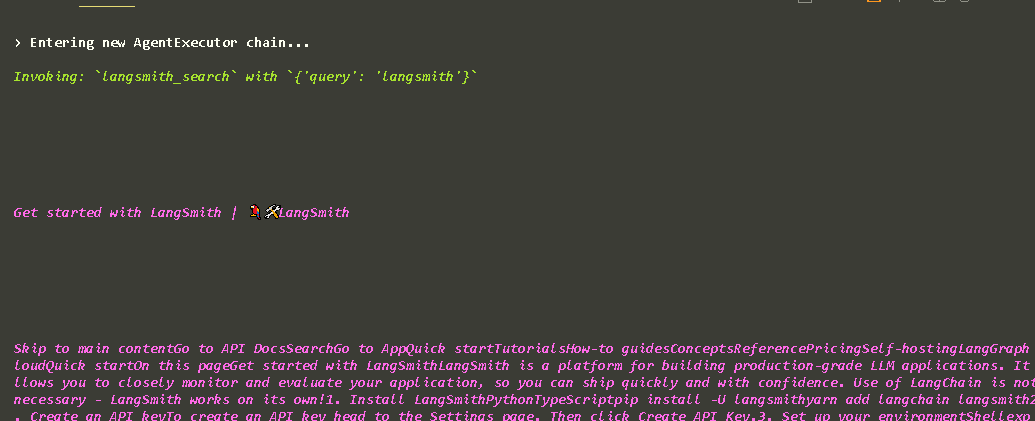 > Entering new AgentExecutor chain...
Invoking: `langsmith_search` with `{'query': 'langsmith'}`
Get started with LangSmith | 🦜️🛠️LangSmith
Skip to main contentGo to API DocsSearchGo to AppQuick startTutorialsHow-to guidesConceptsReferencePricingSelf-hostingLangGraph
loudQuick startOn this pageGet started with LangSmithLangSmith is a platform for building production-grade LLM applications. It
llows you to closely monitor and evaluate your application, so you can ship quickly and with confidence. Use of LangChain is not
necessary - LangSmith works on its own!1. Install LangSmithPythonTypeScriptpip install -U langsmithyarn add langchain langsmith2
. Create an API keyTo create an API key head to the Settings page. Then click Create API Key.3. Set up your environmentShellexp